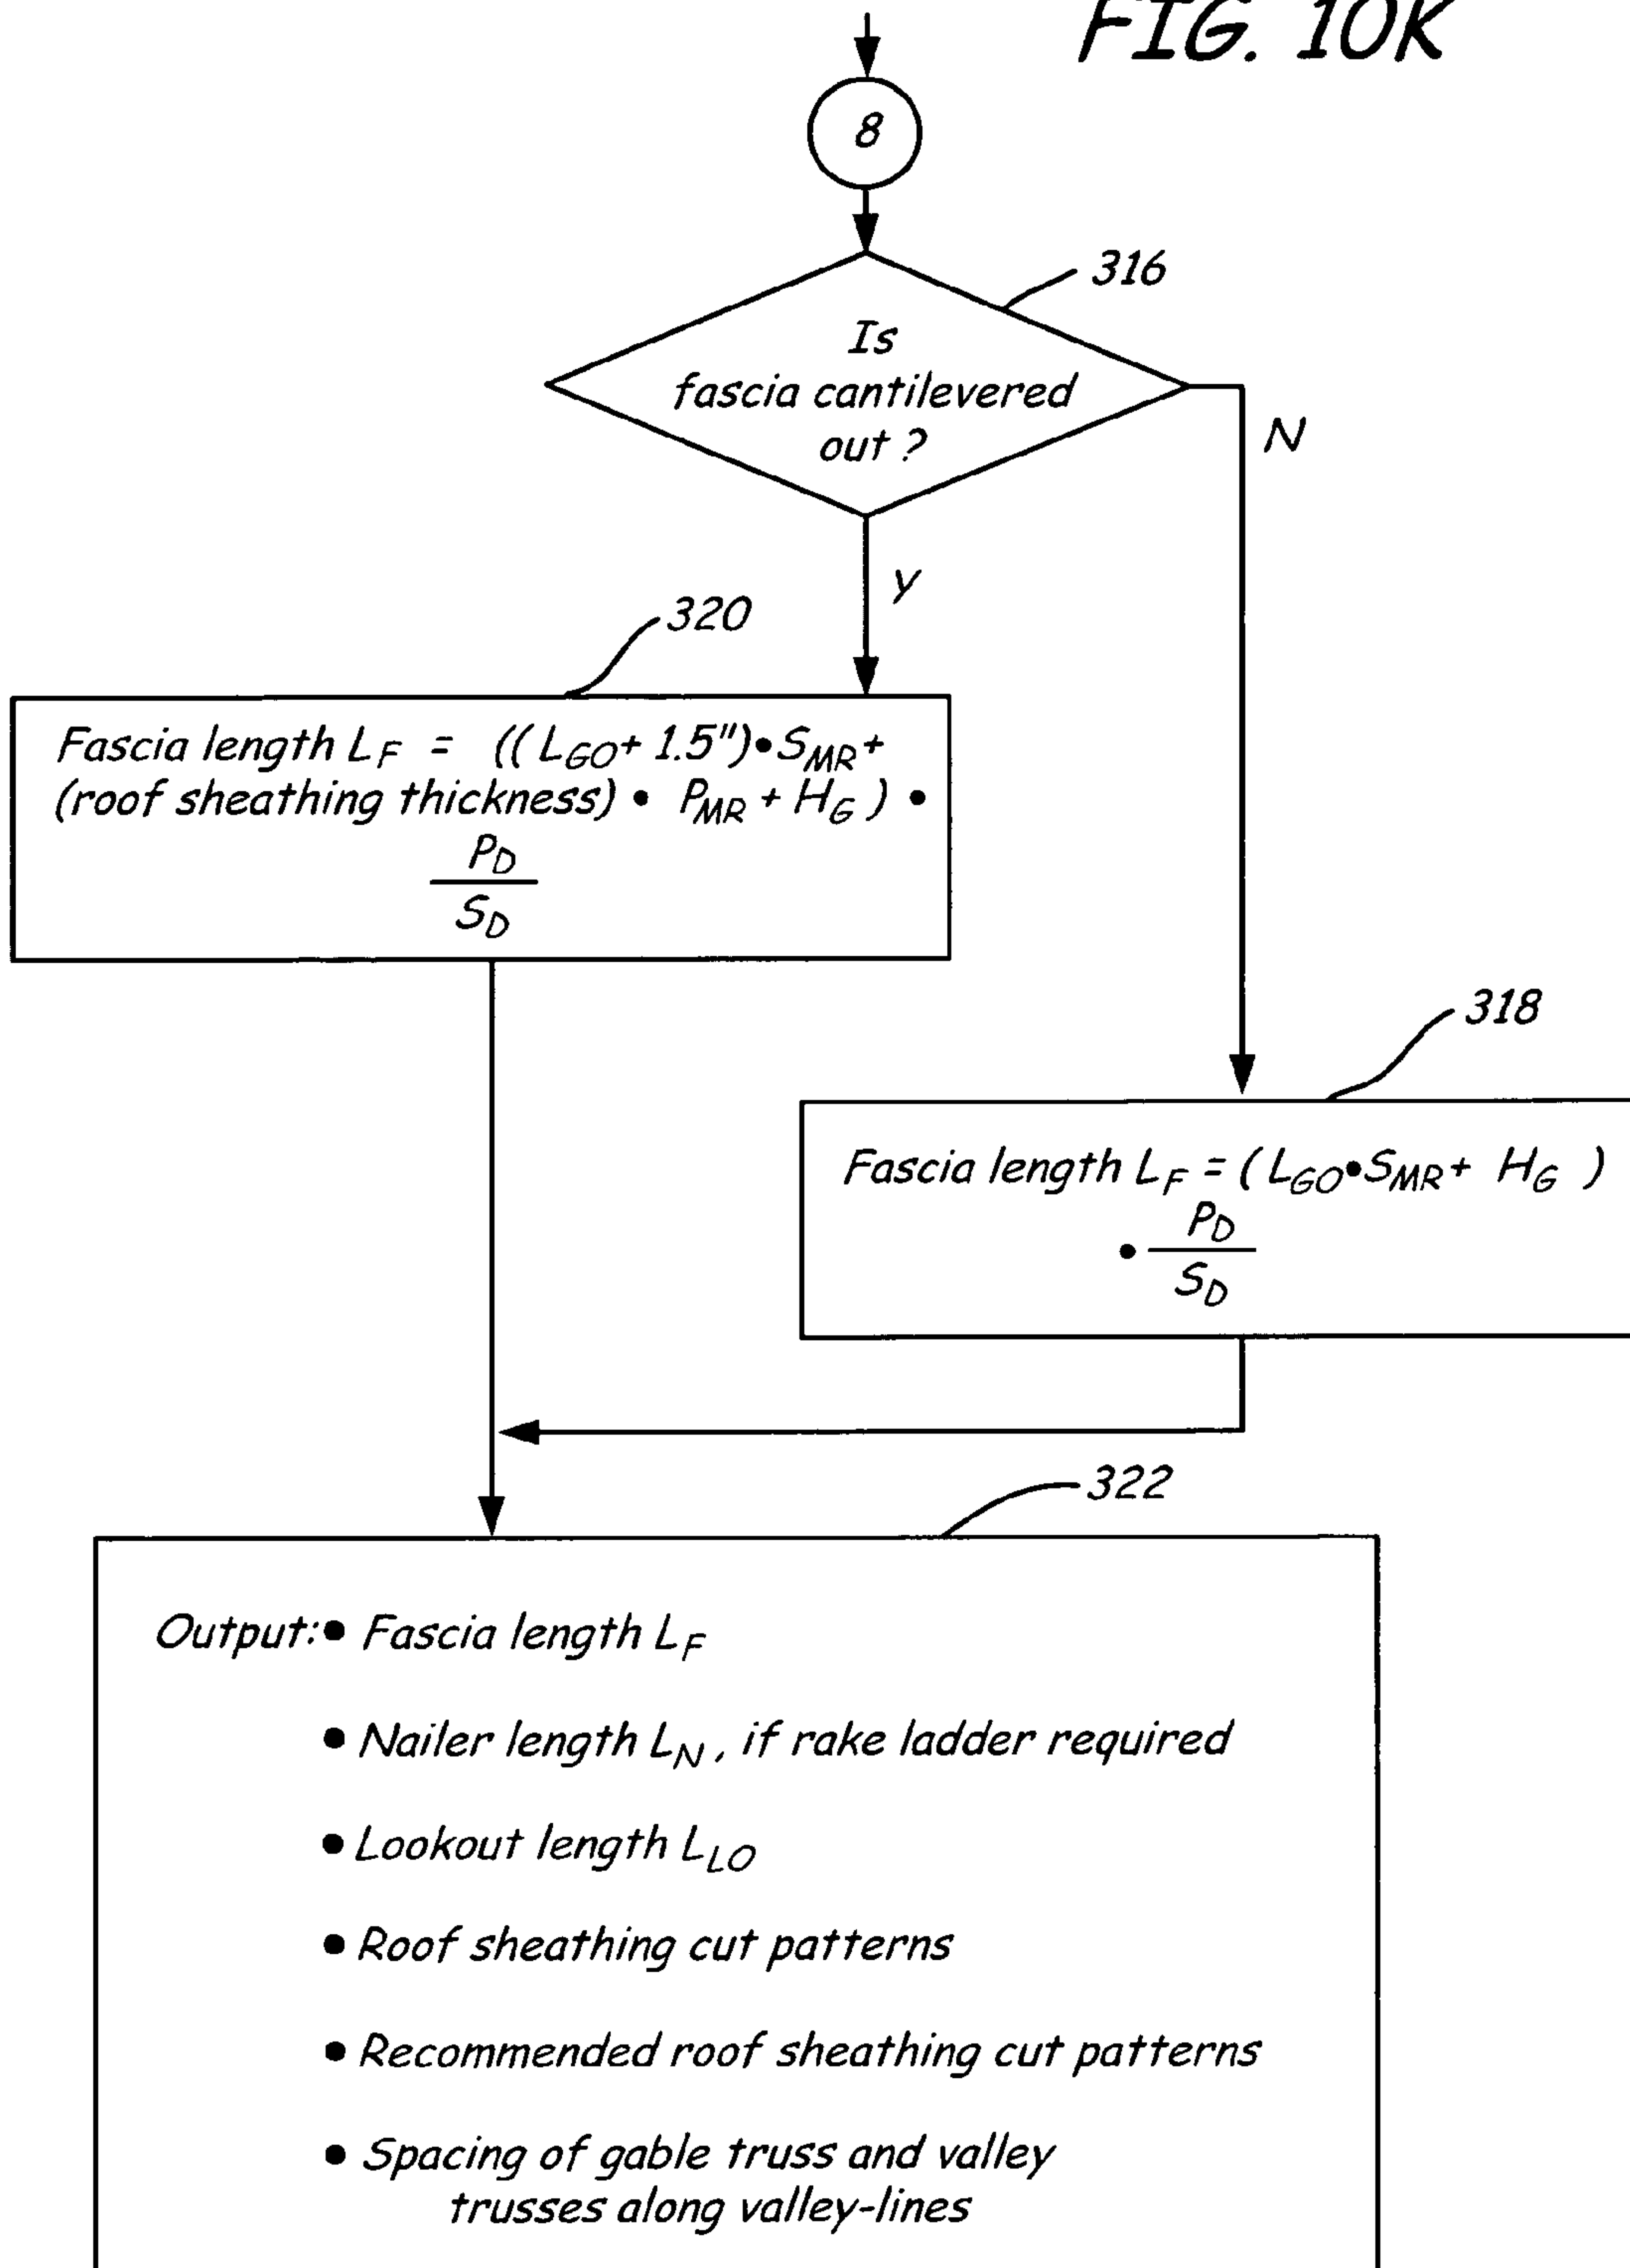 FIG. 10K
8
316
Is
fascia cantilevered
out ?
N
Y
320
Fascia length L_F = (( L_GO + 1.5")•S_MR +
(roof sheathing thickness) • P_MR + H_G ) •
P_D
S_D
318
Fascia length L_F = ( L_GO•S_MR + H_G )
• P_D
S_D
322
Output: • Fascia length L_F
• Nailer length L_N, if rake ladder required
• Lookout length L_LO
• Roof sheathing cut patterns
• Recommended roof sheathing cut patterns
• Spacing of gable truss and valley
trusses along valley-lines